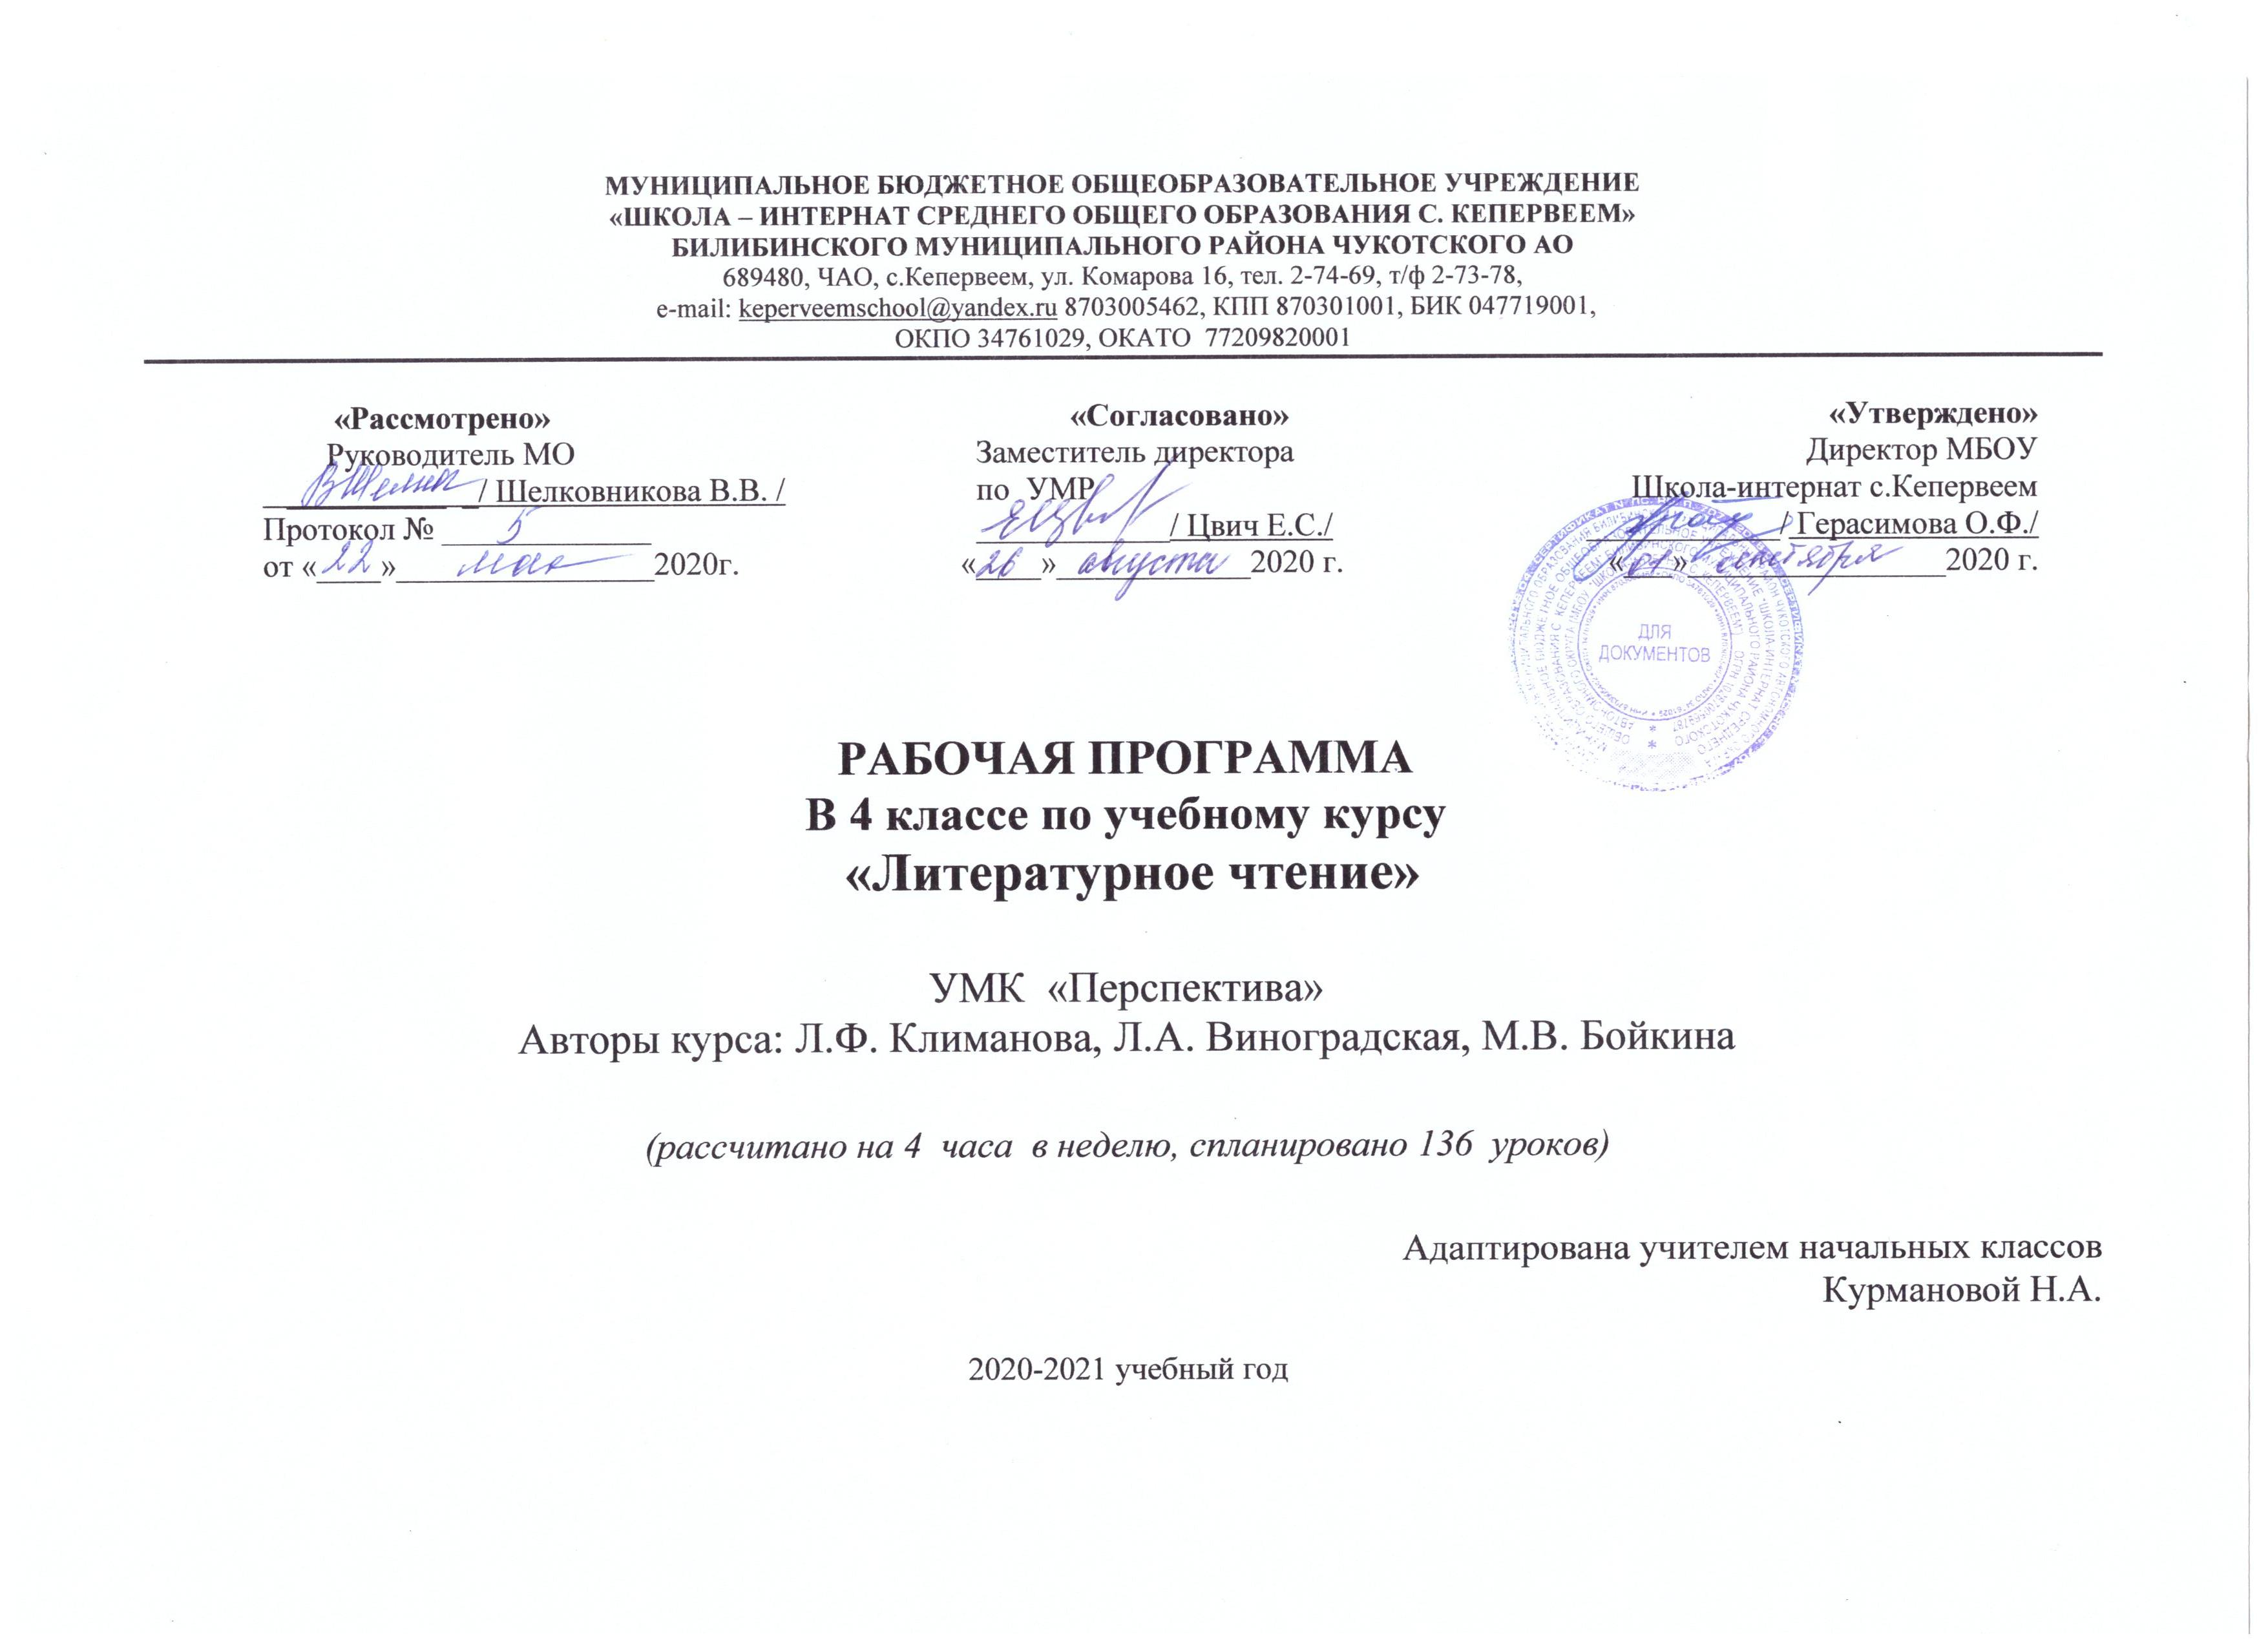 МУНИЦИПАЛЬНОЕ БЮДЖЕТНОЕ ОБЩЕОБРАЗОВАТЕЛЬНОЕ УЧРЕЖДЕНИЕ
«ШКОЛА – ИНТЕРНАТ СРЕДНЕГО ОБЩЕГО ОБРАЗОВАНИЯ С. КЕПЕРВЕЕМ»
БИЛИБИНСКОГО МУНИЦИПАЛЬНОГО РАЙОНА ЧУКОТСКОГО АО
689480, ЧАО, с.Кепервеем, ул. Комарова 16, тел. 2-74-69, т/ф 2-73-78,
e-mail: keperveemschool@yandex.ru 8703005462, КПП 870301001, БИК 047719001,
ОКПО 34761029, ОКАТО 77209820001
«Рассмотрено»
Руководитель МО
/ Шелковникова В.В. /
Протокол № 5
от «22» мая 2020г.
«Согласовано»
Заместитель директора
по УМР
/ Цвич Е.С./
«26» августа 2020 г.
«Утверждено»
Директор МБОУ
Школа-интернат с.Кепервеем
/ Герасимова О.Ф./
«01» сентября 2020 г.
ДЛЯ
ДОКУМЕНТОВ
РАБОЧАЯ ПРОГРАММА
В 4 классе по учебному курсу
«Литературное чтение»
УМК «Перспектива»
Авторы курса: Л.Ф. Климанова, Л.А. Виноградская, М.В. Бойкина
(рассчитано на 4 часа в неделю, спланировано 136 уроков)
Адаптирована учителем начальных классов
Курмановой Н.А.
2020-2021 учебный год